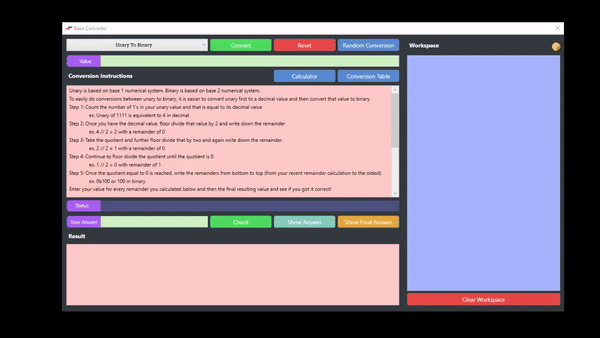 Base Converter
Unary To Binary
Convert
Reset
Random Conversion
Workspace
Value
Conversion Instructions
Calculator
Conversion Table
Unary is based on base 1 numerical system. Binary is based on base 2 numerical system.
To easily do conversions between unary to binary, it is easier to convert unary first to a decimal value and then convert that value to binary
Step 1: Count the number of 1's in your unary value and that is equal to its decimal value
ex. Unary of 1111 is equivalent to 4 in decimal
Step 2: Once you have the decimal value, floor divide that value by 2 and write down the remainder
ex. 4 // 2 = 2 with a remainder of 0
Step 3: Take the quotient and further floor divide that by two and again write down the remainder
ex. 2 // 2 = 1 with a remainder of 0
Step 4: Continue to floor divide the quotient until the quotient is 0
ex. 1 // 2 = 0 with remainder of 1
Step 5: Once the quotient equal to 0 is reached, write the remainders from bottom to top (from your recent remainder calculation to the oldest)
ex. 0b100 or 100 in binary
Enter your value for every remainder you calculated below and then the final resulting value and see if you got it correct!
Status
Your Answer
Check
Show Answer
Show Final Answer
Result
Clear Workspace